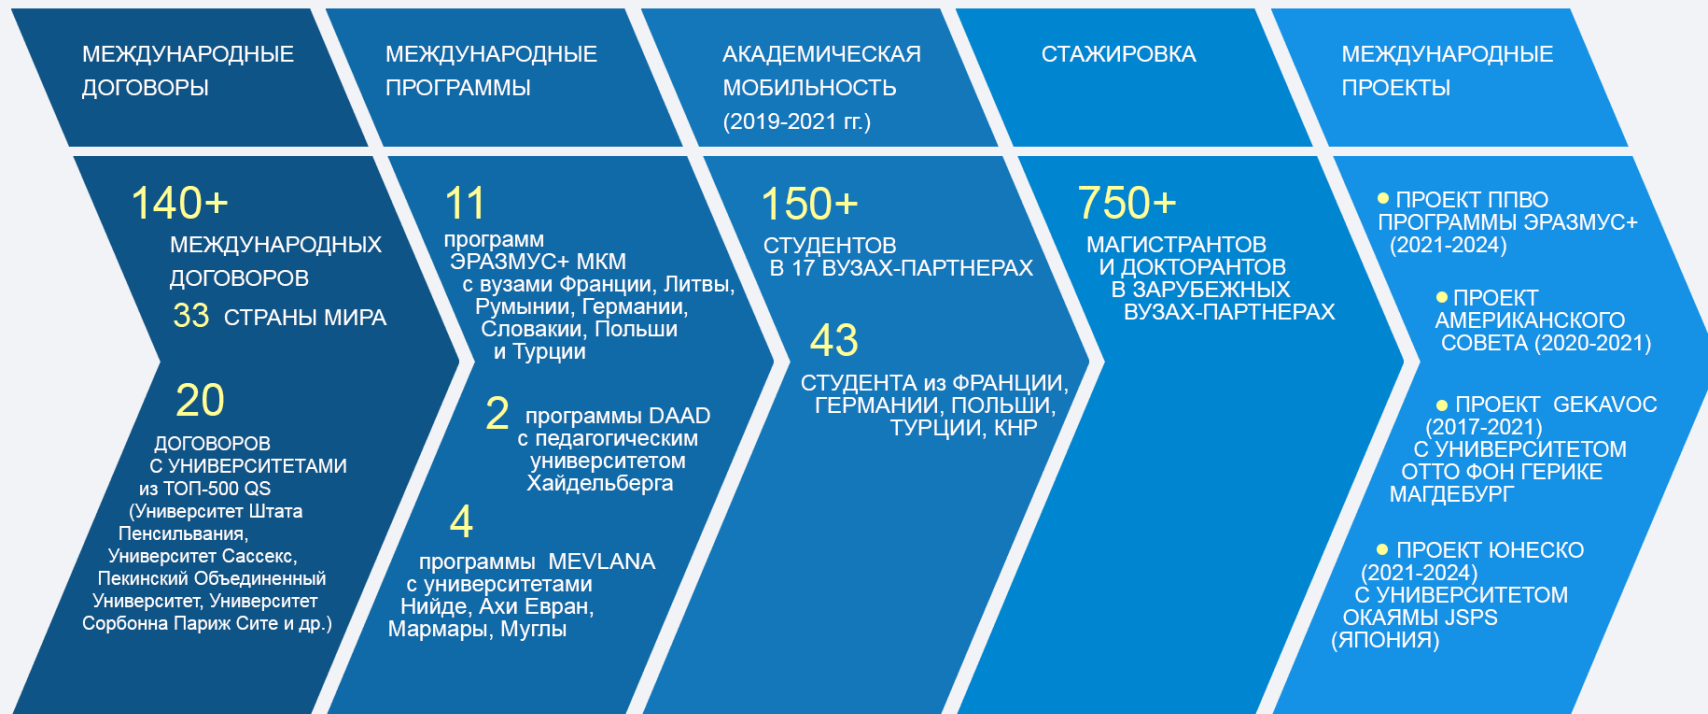 МЕЖДУНАРОДНЫЕ
ДОГОВОРЫ
140+
МЕЖДУНАРОДНЫХ
ДОГОВОРОВ
33 СТРАНЫ МИРА
20
ДОГОВОРОВ
С УНИВЕРСИТЕТАМИ
из ТОП-500 QS
(Университет Штата
Пенсильвания,
Университет Сассекс,
Пекинский Объединенный
Университет, Университет
Сорбонна Париж Сите и др.)
МЕЖДУНАРОДНЫЕ
ПРОГРАММЫ
11
программ
ЭРАЗМУС+ МКМ
с вузами Франции, Литвы,
Румынии, Германии,
Словакии, Польши
и Турции
2 программы DAAD
с педагогическим
университетом
Хайдельберга
4
программы MEVLANA
с университетами
Нийде, Ахи Евран,
Мармары, Муглы
АКАДЕМИЧЕСКАЯ
МОБИЛЬНОСТЬ
(2019-2021 гг.)
150+
СТУДЕНТОВ
В 17 ВУЗАХ-ПАРТНЕРАХ
43
СТУДЕНТА из ФРАНЦИИ,
ГЕРМАНИИ, ПОЛЬШИ,
ТУРЦИИ, КНР
СТАЖИРОВКА
750+
МАГИСТРАНТОВ
И ДОКТОРАНТОВ
В ЗАРУБЕЖНЫХ
ВУЗАХ-ПАРТНЕРАХ
МЕЖДУНАРОДНЫЕ
ПРОЕКТЫ
● ПРОЕКТ ППВО
ПРОГРАММЫ ЭРАЗМУС+
(2021-2024)
● ПРОЕКТ
АМЕРИКАНСКОГО
СОВЕТА (2020-2021)
● ПРОЕКТ GEKAVOC
(2017-2021)
С УНИВЕРСИТЕТОМ
ОТТО ФОН ГЕРИКЕ
МАГДЕБУРГ
● ПРОЕКТ ЮНЕСКО
(2021-2024)
С УНИВЕРСИТЕТОМ
ОКАЯМЫ JSPS
(ЯПОНИЯ)